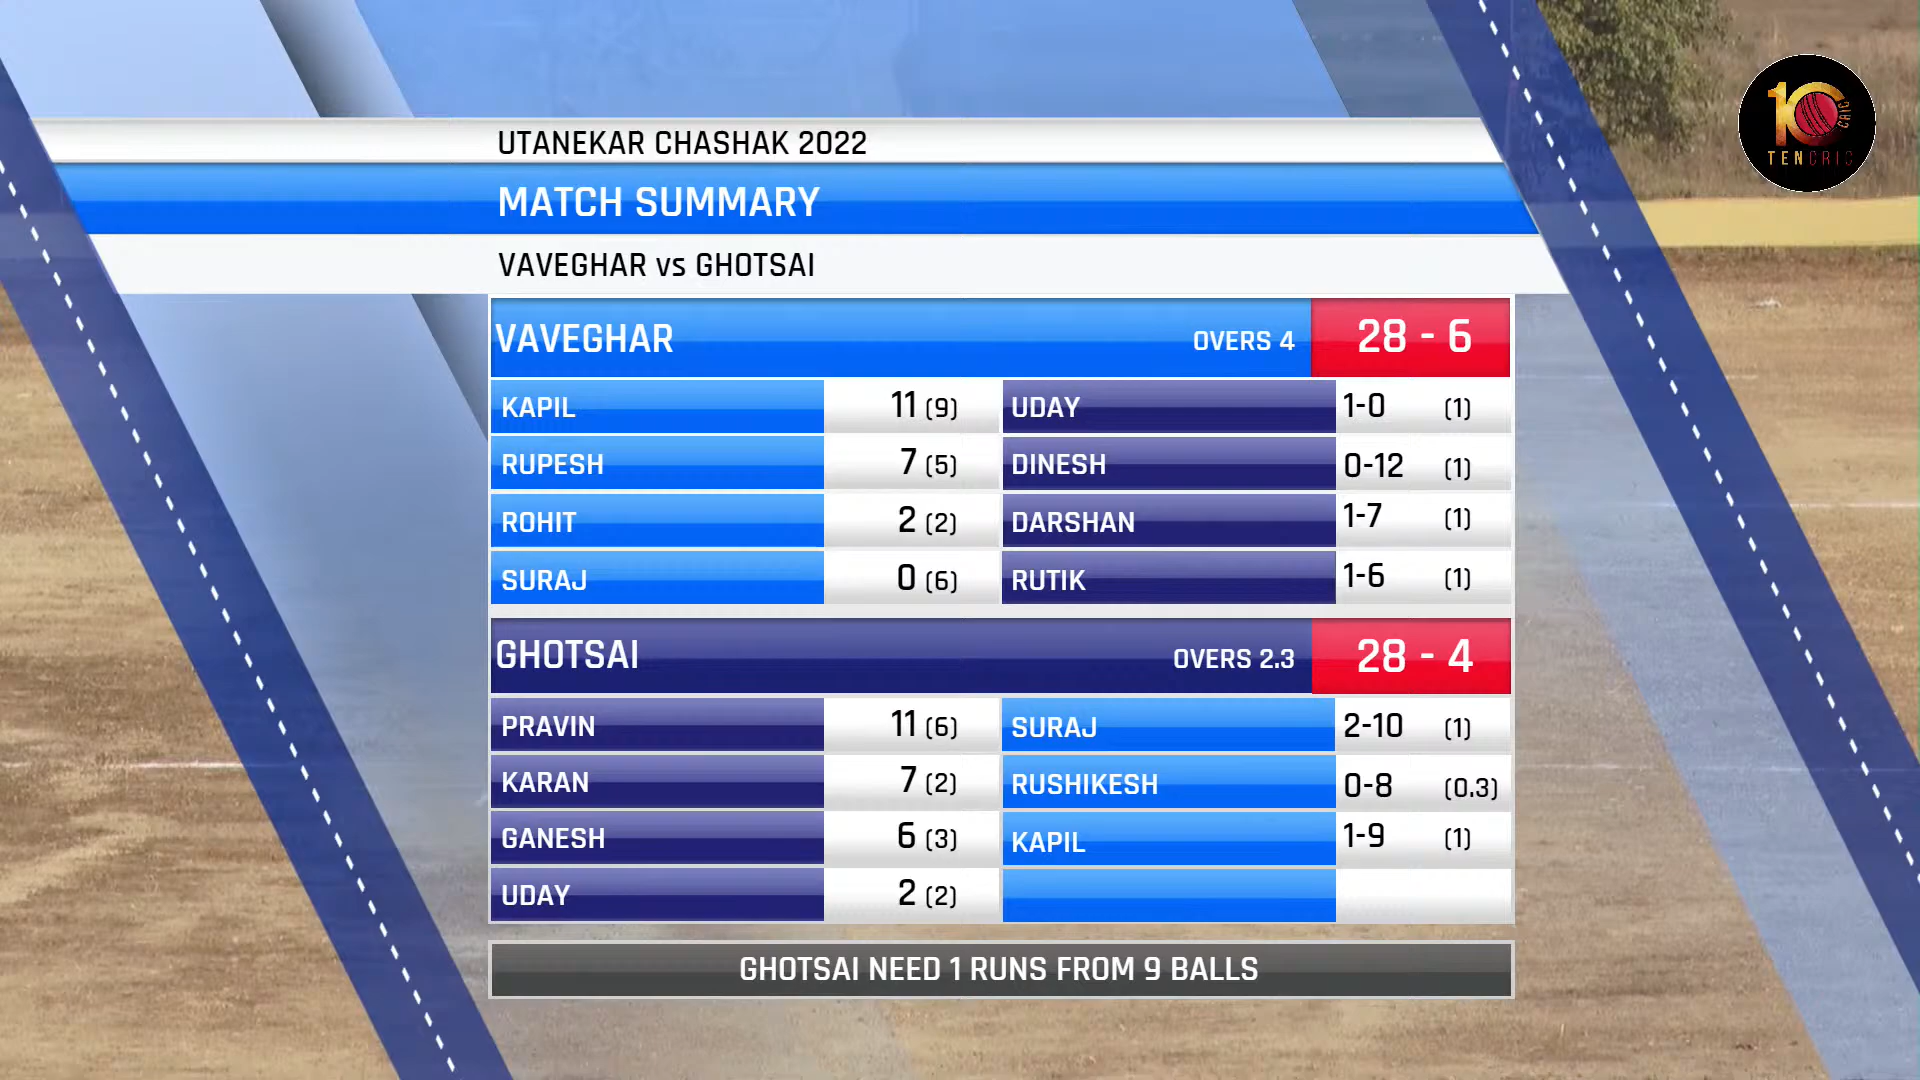 UTANEKAR CHASHAK 2022
MATCH SUMMARY
VAVEGHAR vs GHOTSAI
VAVEGHAR OVERS 4 28 - 6
KAPIL 11 (9) UDAY 1-0 (1)
RUPESH 7 (5) DINESH 0-12 (1)
ROHIT 2 (2) DARSHAN 1-7 (1)
SURAJ 0 (6) RUTIK 1-6 (1)
GHOTSAI OVERS 2.3 28 - 4
PRAVIN 11 (6) SURAJ 2-10 (1)
KARAN 7 (2) RUSHIKESH 0-8 (0.3)
GANESH 6 (3) KAPIL 1-9 (1)
UDAY 2 (2)
GHOTSAI NEED 1 RUNS FROM 9 BALLS
10 CRIC
TENCRIC